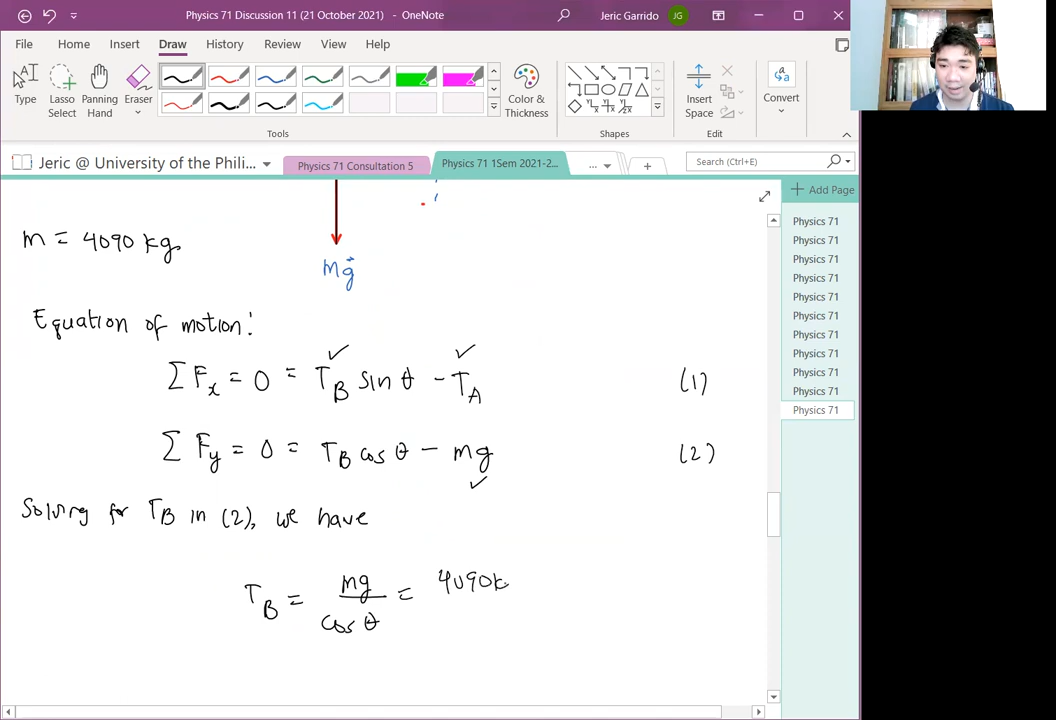 Physics 71 Discussion 11 (21 October 2021) - OneNote
Jeric Garrido
JG
File Home Insert Draw History Review View Help
Type
Lasso Select
Panning Hand
Eraser
Color & Thickness
Insert Space
Convert
Tools
Shapes
Edit
Jeric @ University of the Phili...
Physics 71 Consultation 5
Physics 71 1Sem 2021-2...
...
Search (Ctrl+E)
Add Page
Physics 71
Physics 71
Physics 71
Physics 71
Physics 71
Physics 71
Physics 71
Physics 71
Physics 71
Physics 71
Physics 71
m = 4090 kg
mg⃗
Equation of motion:
∑ Fx = 0 = TB sin θ - TA (1)
∑ Fy = 0 = TB cos θ - mg (2)
Solving for TB in (2), we have
TB = mg / cos θ = 4090k